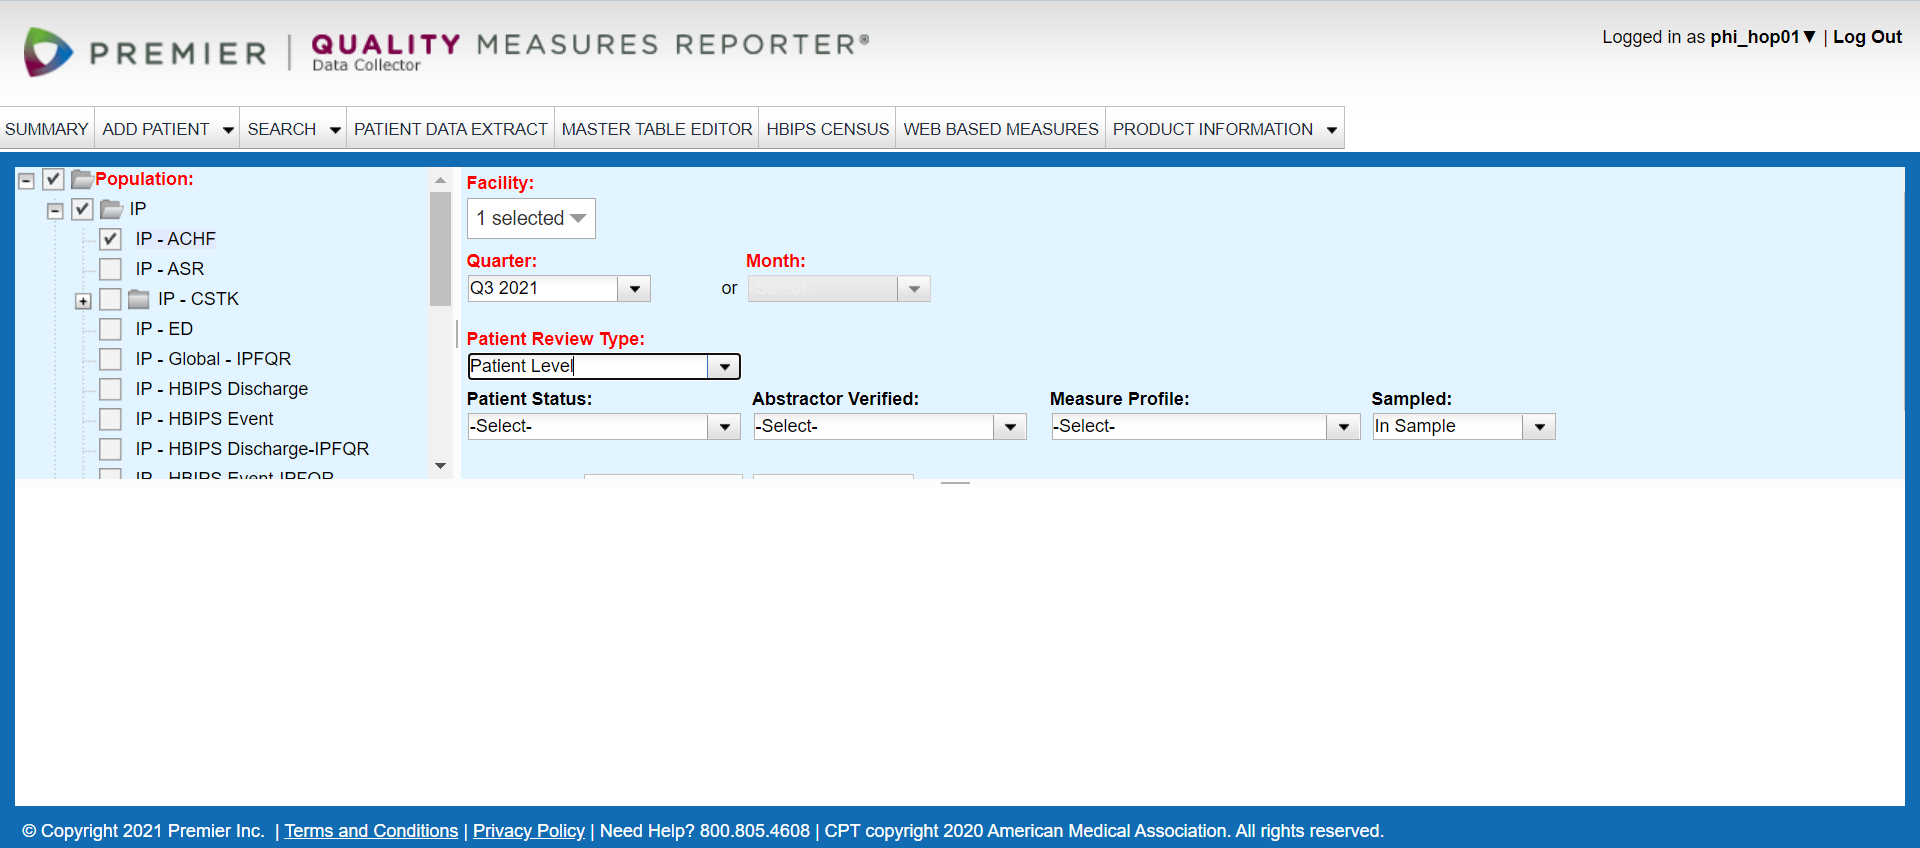 PREMIER | QUALITY MEASURES REPORTER®
Data Collector
Logged in as phi_hop01▼ | Log Out
SUMMARY ADD PATIENT SEARCH PATIENT DATA EXTRACT MASTER TABLE EDITOR HBIPS CENSUS WEB BASED MEASURES PRODUCT INFORMATION
Population:
IP
IP - ACHF
IP - ASR
IP - CSTK
IP - ED
IP - Global - IPFQR
IP - HBIPS Discharge
IP - HBIPS Event
IP - HBIPS Discharge-IPFQR
IP - HBIPS Event-IPFQR
Facility:
1 selected
Quarter: Month:
Q3 2021 or -Select-
Patient Review Type:
Patient Level
Patient Status: Abstractor Verified: Measure Profile: Sampled:
-Select- -Select- -Select- In Sample
© Copyright 2021 Premier Inc. | Terms and Conditions | Privacy Policy | Need Help? 800.805.4608 | CPT copyright 2020 American Medical Association. All rights reserved.